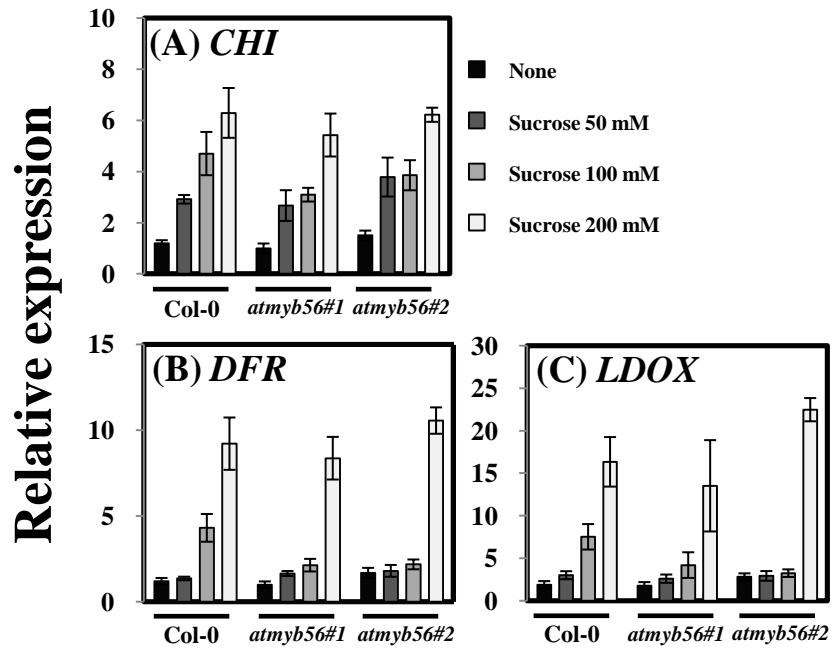 Relative expression
(A) CHI
10
8
6
4
2
0
Col-0 atmyb56#1 atmyb56#2
None
Sucrose 50 mM
Sucrose 100 mM
Sucrose 200 mM
(B) DFR
15
10
5
0
Col-0 atmyb56#1 atmyb56#2
(C) LDOX
30
25
20
15
10
5
0
Col-0 atmyb56#1 atmyb56#2